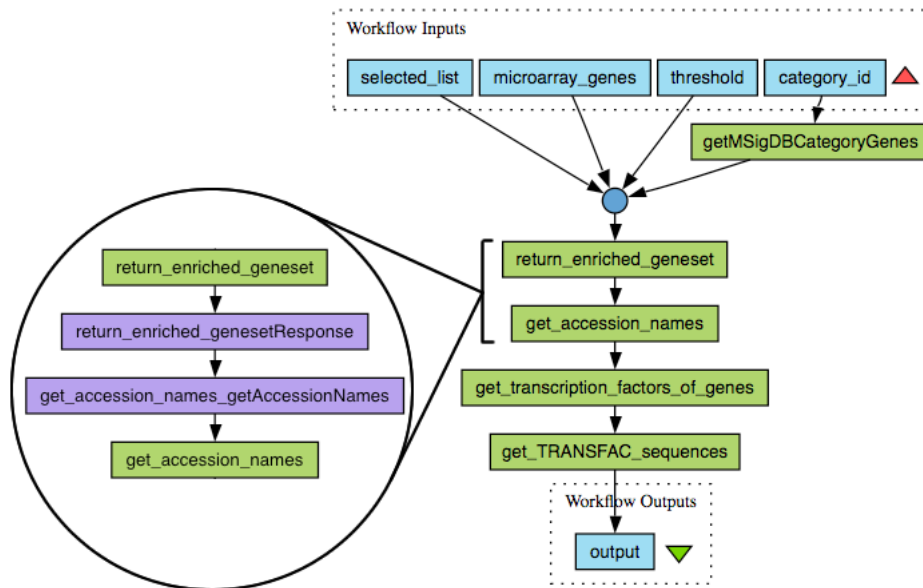 Workflow Inputs
selected_list
microarray_genes
threshold
category_id
getMSigDBCategoryGenes
return_enriched_geneset
get_accession_names
get_transcription_factors_of_genes
get_TRANSFAC_sequences
Workflow Outputs
output
return_enriched_geneset
return_enriched_genesetResponse
get_accession_names_getAccessionNames
get_accession_names